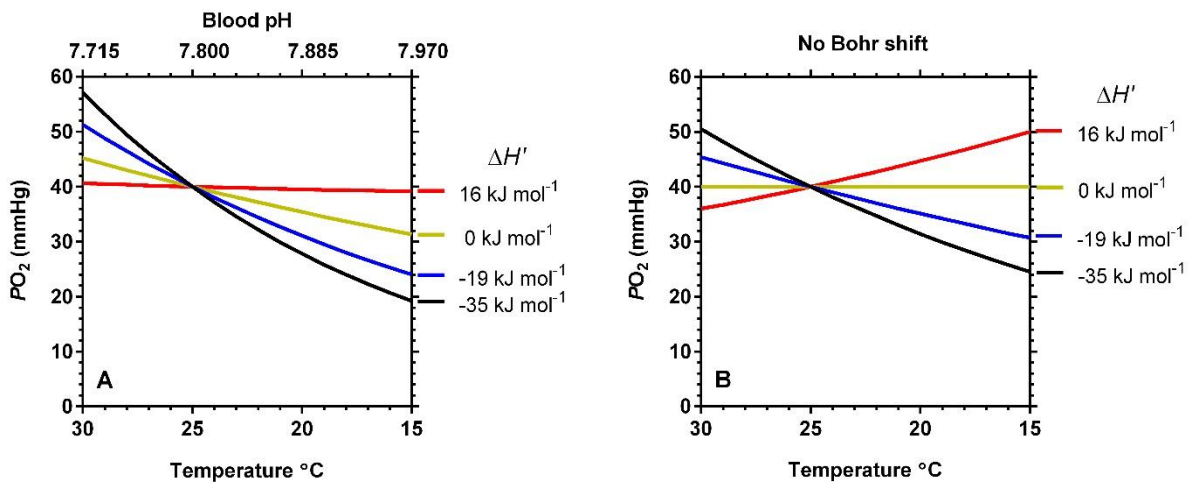 Blood pH
7.715 7.800 7.885 7.970
60
50
40
30
20
10
0
PO2 (mmHg)
A
30 25 20 15
Temperature °C
ΔH'
16 kJ mol-1
0 kJ mol-1
-19 kJ mol-1
-35 kJ mol-1
No Bohr shift
60
50
40
30
20
10
0
PO2 (mmHg)
B
30 25 20 15
Temperature °C
ΔH'
16 kJ mol-1
0 kJ mol-1
-19 kJ mol-1
-35 kJ mol-1